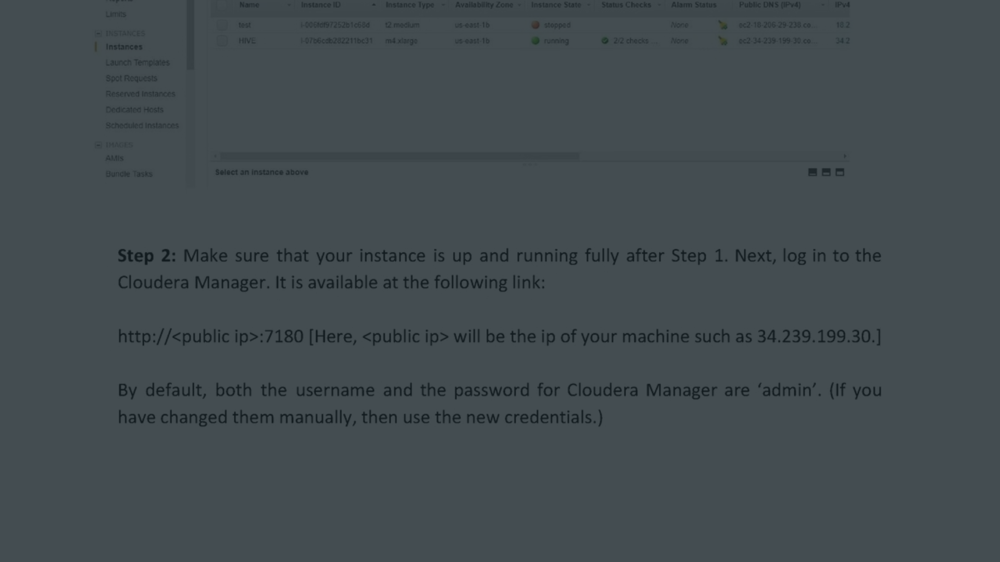 Limits
INSTANCES
Instances
Launch Templates
Spot Requests
Reserved Instances
Dedicated Hosts
Scheduled Instances
IMAGES
AMIs
Bundle Tasks
Name Instance ID Instance Type Availability Zone Instance State Status Checks Alarm Status Public DNS (IPv4) IPv4
test i-006fdf97252b1c68d t2.medium us-east-1b stopped None ec2-18-206-29-238.co... 18.2
HIVE i-07b6cdb282211bc31 m4.xlarge us-east-1b running 2/2 checks ... None ec2-34-239-199-30.co... 34.2
Select an instance above
Step 2: Make sure that your instance is up and running fully after Step 1. Next, log in to the
Cloudera Manager. It is available at the following link:
http://<public ip>:7180 [Here, <public ip> will be the ip of your machine such as 34.239.199.30.]
By default, both the username and the password for Cloudera Manager are ‘admin’. (If you
have changed them manually, then use the new credentials.)